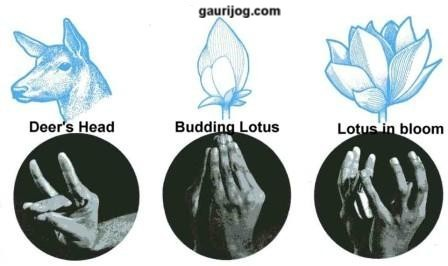 gaurijog.com
Deer's Head
Budding Lotus
Lotus in bloom